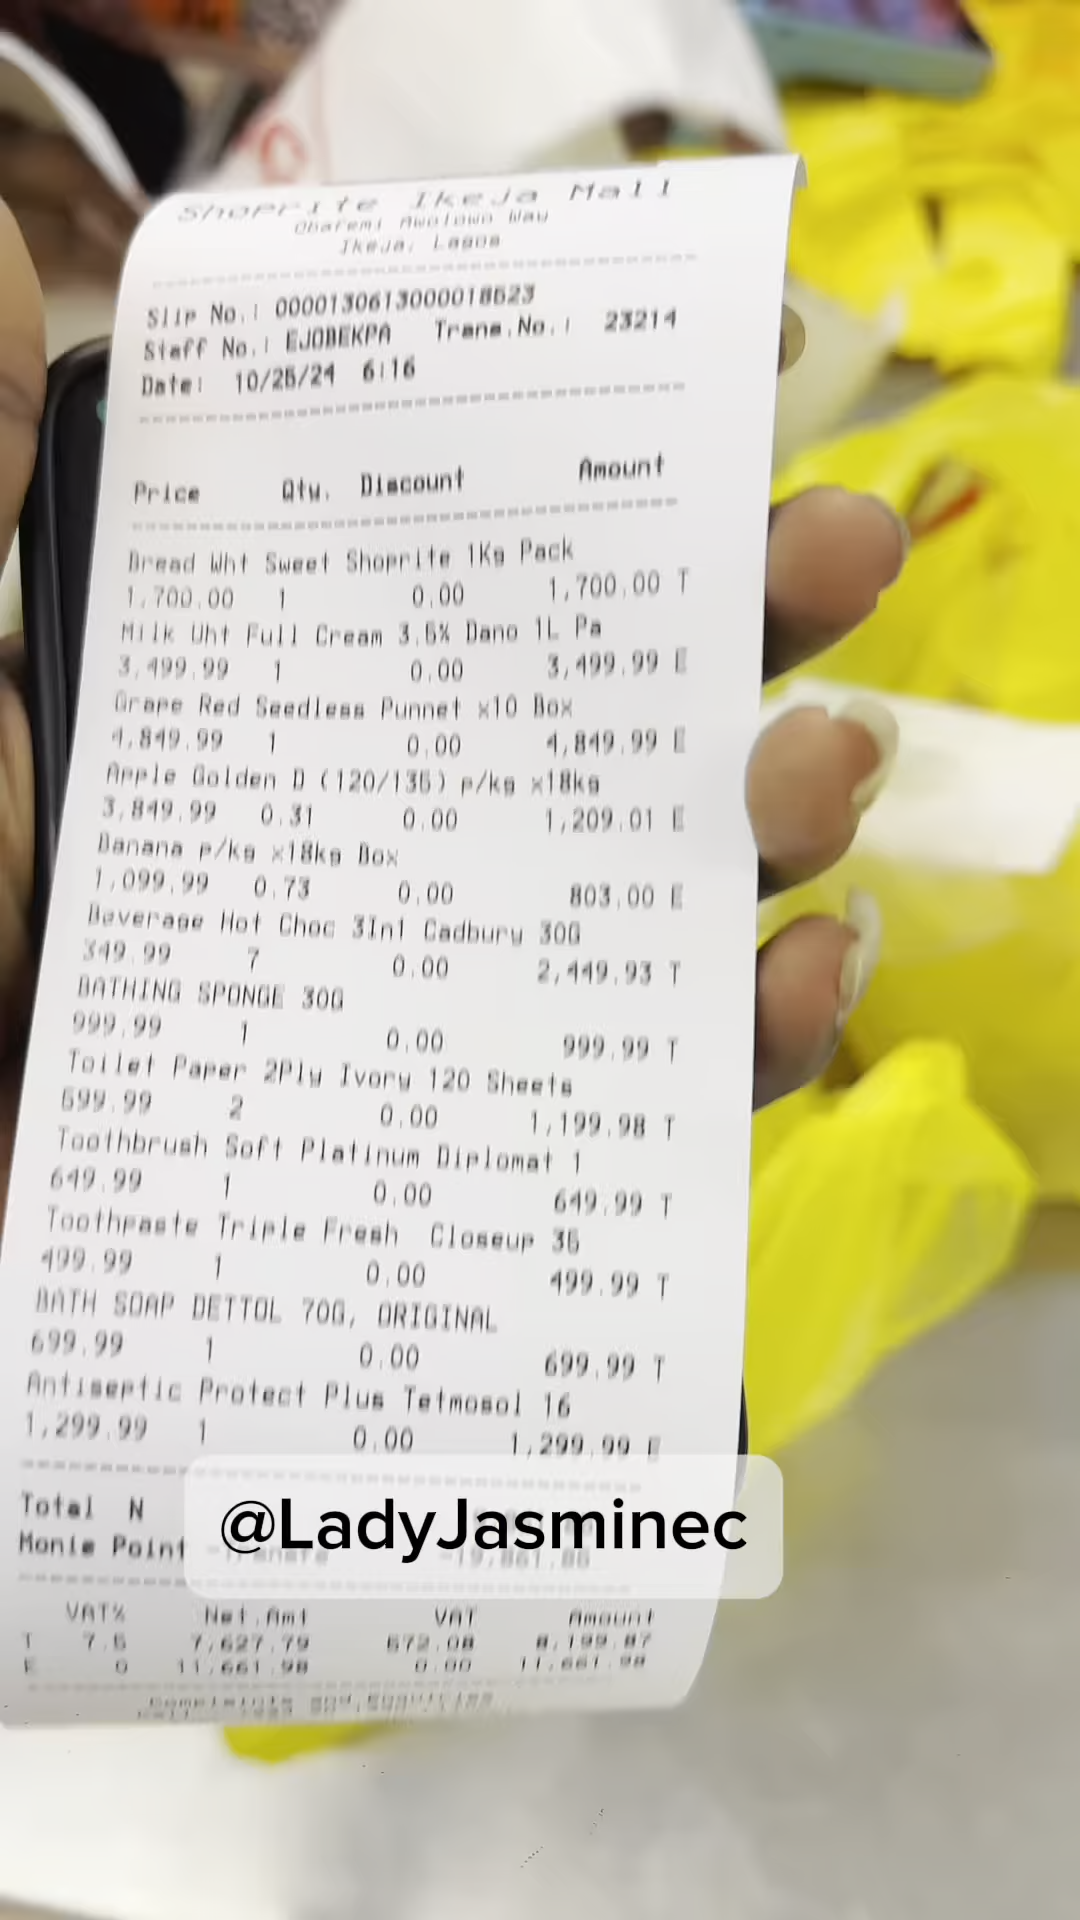 Shoprite Ikeja Mall
Obafemi Awolowo Way
Ikeja, Lagos
Slip No.: 0000130613000018523
Staff No.: EJOBEKPA Trans.No.: 23214
Date: 10/25/24 6:16
Price Qty. Discount Amount
Bread Wht Sweet Shoprite 1Kg Pack
1,700.00 1 0.00 1,700.00 T
Milk Uht Full Cream 3.5% Dano 1L Pa
3,499.99 1 0.00 3,499.99 E
Grape Red Seedless Punnet x10 Box
4,849.99 1 0.00 4,849.99 E
Apple Golden D (120/135) p/kg x18kg
3,849.99 0.31 0.00 1,209.01 E
Banana p/kg x18kg Box
1,099.99 0.73 0.00 803.00 E
Beverage Hot Choc 3In1 Cadbury 30G
349.99 7 0.00 2,449.93 T
BATHING SPONGE 30G
999.99 1 0.00 999.99 T
Toilet Paper 2Ply Ivory 120 Sheets
599.99 2 0.00 1,199.98 T
Toothbrush Soft Platinum Diplomat 1
649.99 1 0.00 649.99 T
Toothpaste Triple Fresh Closeup 35
499.99 1 0.00 499.99 T
BATH SOAP DETTOL 70G, ORIGINAL
699.99 1 0.00 699.99 T
Antiseptic Protect Plus Tetmosol 16
1,299.99 1 0.00 1,299.99 E
Total N
@LadyJasminec
Monie Point -19,861.85
VAT% Net.Amt VAT Amount
T 7.5 7,627.79 572.08 8,199.87
E 0 11,661.98 0.00 11,661.98
Complaints and Enquiries